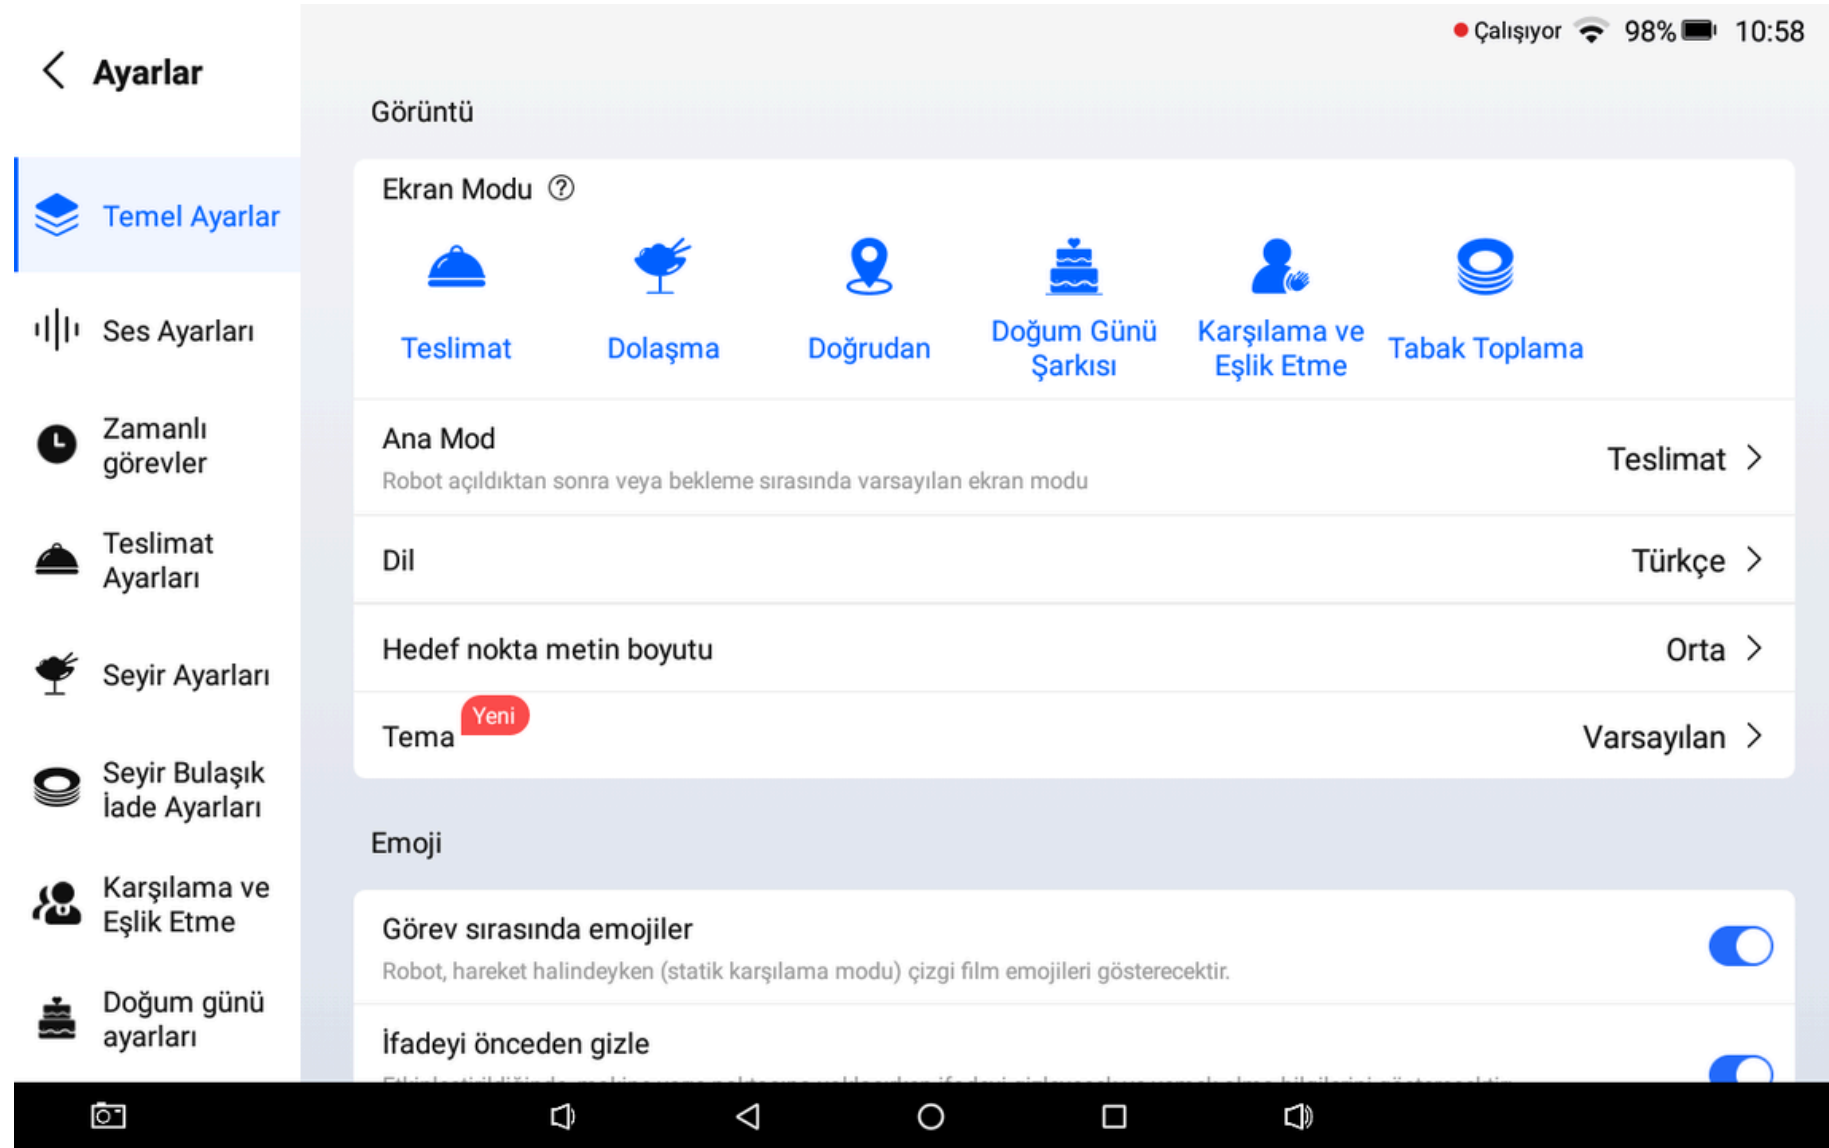 Çalışıyor 98% 10:58
Ayarlar
Temel Ayarlar
Ses Ayarları
Zamanlı
görevler
Teslimat
Ayarları
Seyir Ayarları
Seyir Bulaşık
İade Ayarları
Karşılama ve
Eşlik Etme
Doğum günü
ayarları
Görüntü
Ekran Modu
Teslimat
Dolaşma
Doğrudan
Doğum Günü
Şarkısı
Karşılama ve
Eşlik Etme
Tabak Toplama
Ana Mod
Robot açıldıktan sonra veya bekleme sırasında varsayılan ekran modu
Teslimat
Dil
Türkçe
Hedef nokta metin boyutu
Orta
Tema
Yeni
Varsayılan
Emoji
Görev sırasında emojiler
Robot, hareket halindeyken (statik karşılama modu) çizgi film emojileri gösterecektir.
İfadeyi önceden gizle